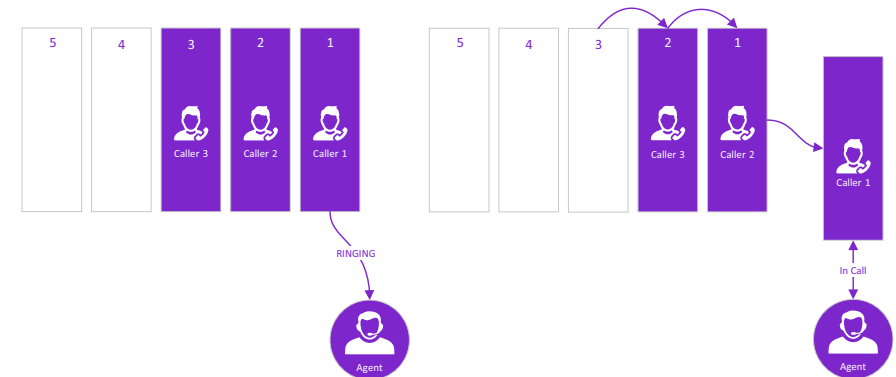 5 4 3 2 1
Caller 3 Caller 2 Caller 1
RINGING
Agent
5 4 3 2 1
Caller 3 Caller 2
Caller 1
In Call
Agent